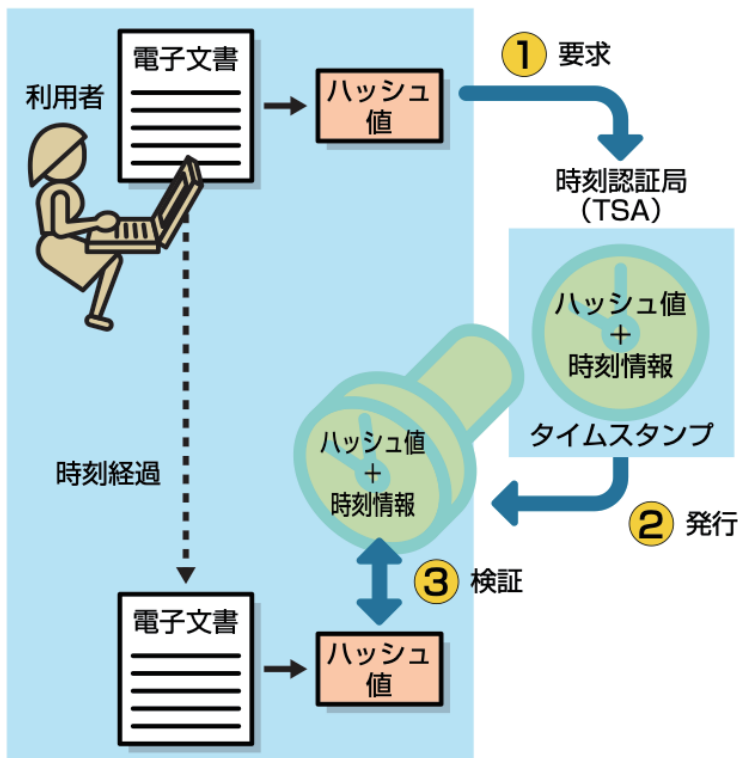 電子文書
利用者
ハッシュ
値
① 要求
時刻認証局
（TSA）
ハッシュ値
＋
時刻情報
タイムスタンプ
② 発行
ハッシュ値
＋
時刻情報
時刻経過
③ 検証
電子文書
ハッシュ
値